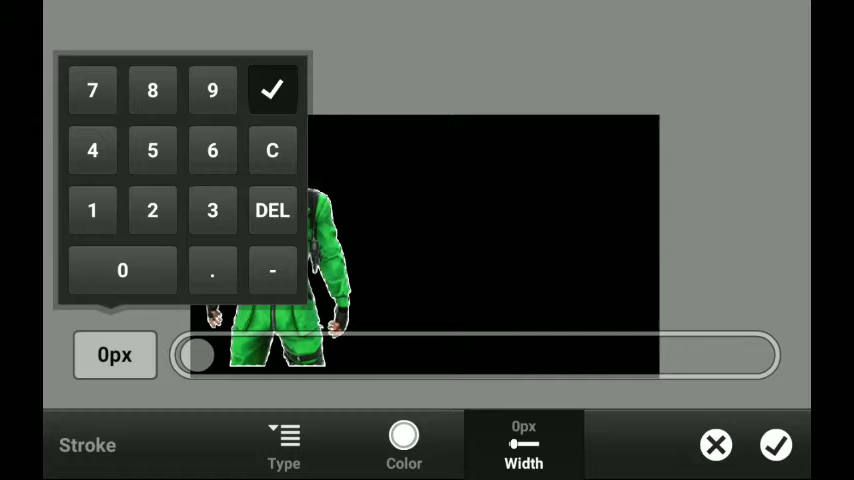 7 8 9
4 5 6 C
1 2 3 DEL
0 . -
0px
Stroke
Type
Color
0px
Width